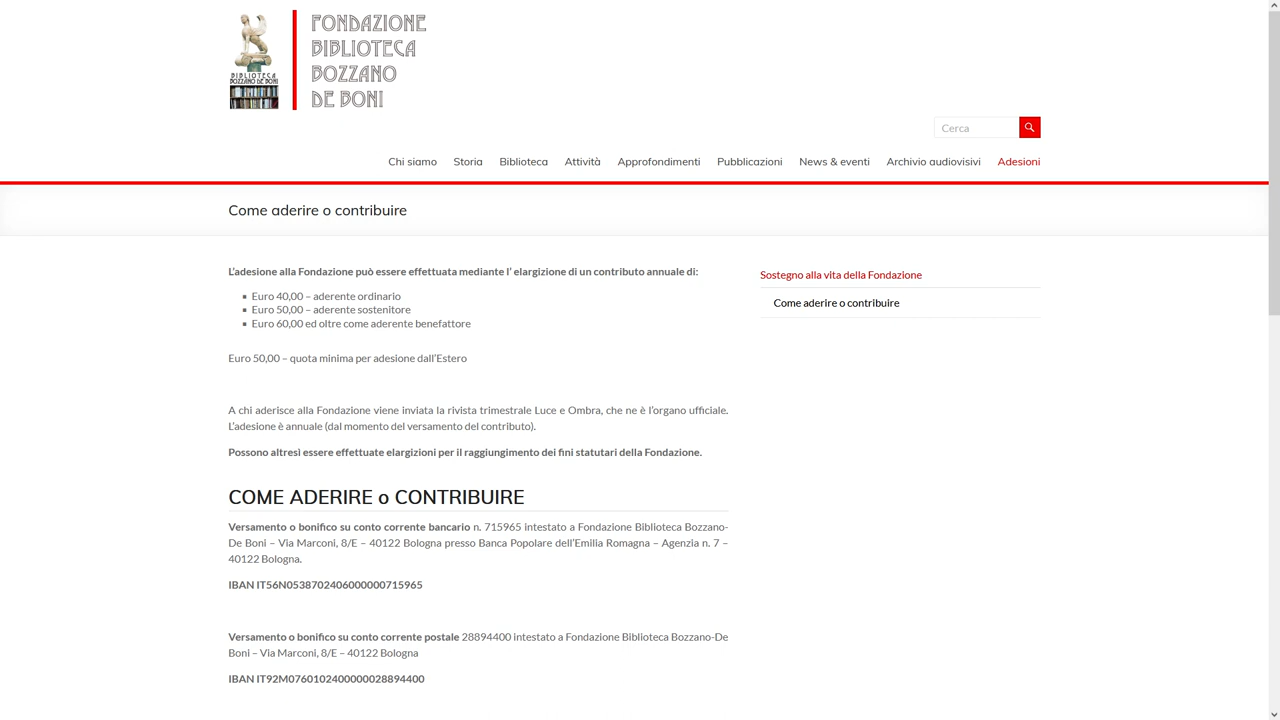 FONDAZIONE
BIBLIOTECA
BOZZANO
DE BONI
BIBLIOTECA
BOZZANO DE BONI
Cerca
Chi siamo Storia Biblioteca Attività Approfondimenti Pubblicazioni News & eventi Archivio audiovisivi Adesioni
Come aderire o contribuire
L'adesione alla Fondazione può essere effettuata mediante l' elargizione di un contributo annuale di:
Euro 40,00 – aderente ordinario
Euro 50,00 – aderente sostenitore
Euro 60,00 ed oltre come aderente benefattore
Euro 50,00 – quota minima per adesione dall'Estero
A chi aderisce alla Fondazione viene inviata la rivista trimestrale Luce e Ombra, che ne è l'organo ufficiale.
L'adesione è annuale (dal momento del versamento del contributo).
Possono altresì essere effettuate elargizioni per il raggiungimento dei fini statutari della Fondazione.
COME ADERIRE o CONTRIBUIRE
Versamento o bonifico su conto corrente bancario n. 715965 intestato a Fondazione Biblioteca Bozzano-
De Boni – Via Marconi, 8/E – 40122 Bologna presso Banca Popolare dell'Emilia Romagna – Agenzia n. 7 –
40122 Bologna.
IBAN IT56N0538702406000000715965
Versamento o bonifico su conto corrente postale 28894400 intestato a Fondazione Biblioteca Bozzano-De
Boni – Via Marconi, 8/E – 40122 Bologna
IBAN IT92M0760102400000028894400
Sostegno alla vita della Fondazione
Come aderire o contribuire